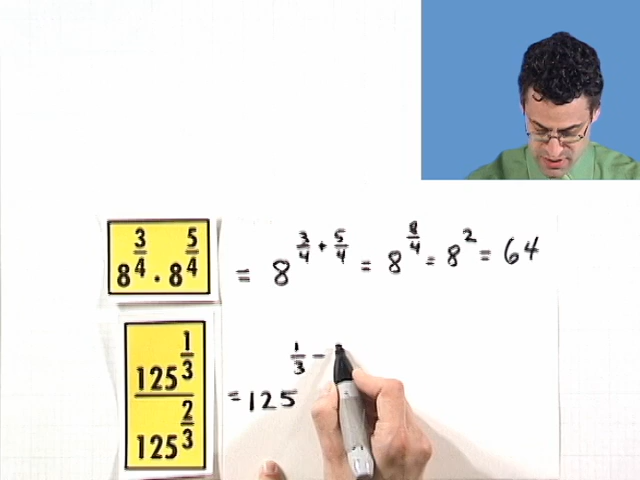 8^{3/4} · 8^{5/4} = 8^{3/4 + 5/4} = 8^{8/4} = 8^2 = 64
125^{1/3} / 125^{2/3} = 125^{1/3 −}